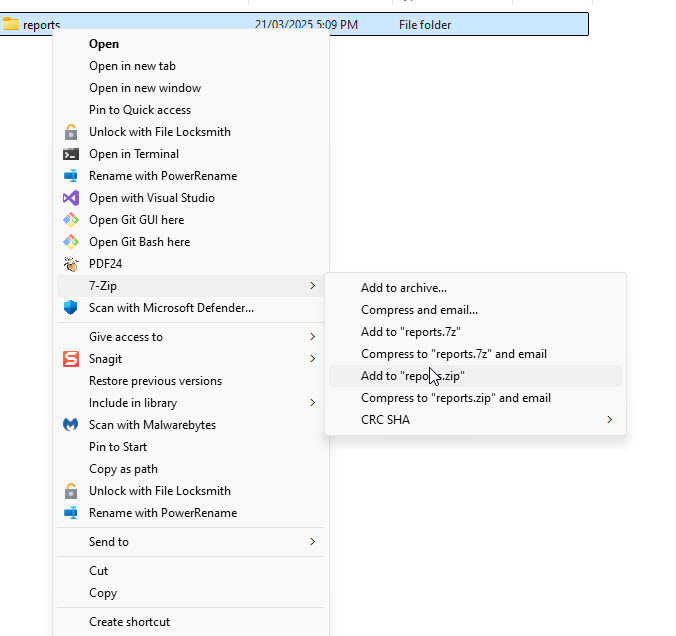 reports 21/03/2025 5:09 PM File folder
Open
Open in new tab
Open in new window
Pin to Quick access
Unlock with File Locksmith
Open in Terminal
Rename with PowerRename
Open with Visual Studio
Open Git GUI here
Open Git Bash here
PDF24
7-Zip
Scan with Microsoft Defender...
Give access to
Snagit
Restore previous versions
Include in library
Scan with Malwarebytes
Pin to Start
Copy as path
Unlock with File Locksmith
Rename with PowerRename
Send to
Cut
Copy
Create shortcut
Add to archive...
Compress and email...
Add to "reports.7z"
Compress to "reports.7z" and email
Add to "reports.zip"
Compress to "reports.zip" and email
CRC SHA